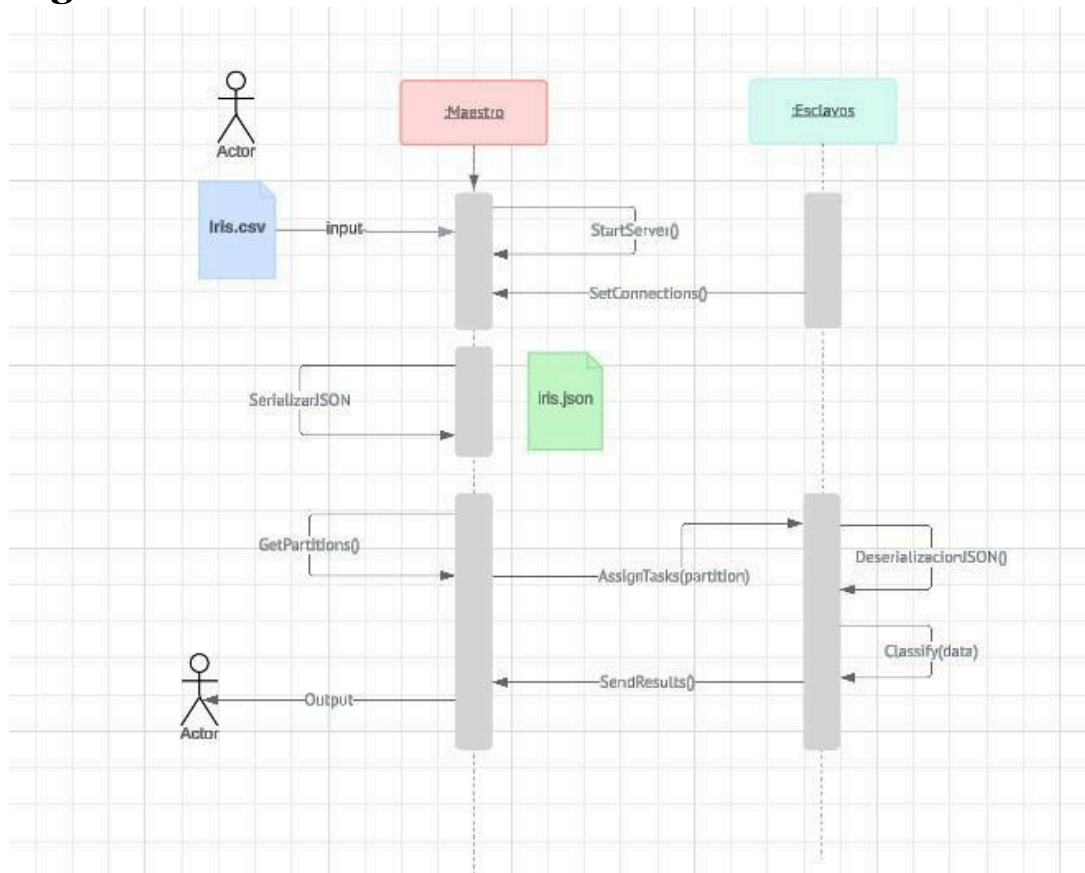 :Maestro
:Esclavos
Actor
Iris.csv
input
StartServer()
SetConnections()
SerializarJSON
iris.json
GetPartitions()
AssignTasks(partition)
DeserializacionJSON()
Classify(data)
SendResults()
Output
Actor